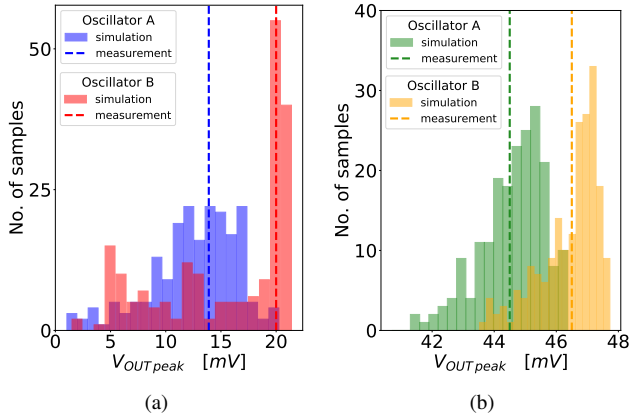 Oscillator A
simulation
measurement
Oscillator B
simulation
measurement
No. of samples
50
25
0
0 5 10 15 20
V_OUT peak [mV]
(a)
Oscillator A
simulation
measurement
Oscillator B
simulation
measurement
No. of samples
40
30
20
10
0
42 44 46 48
V_OUT peak [mV]
(b)